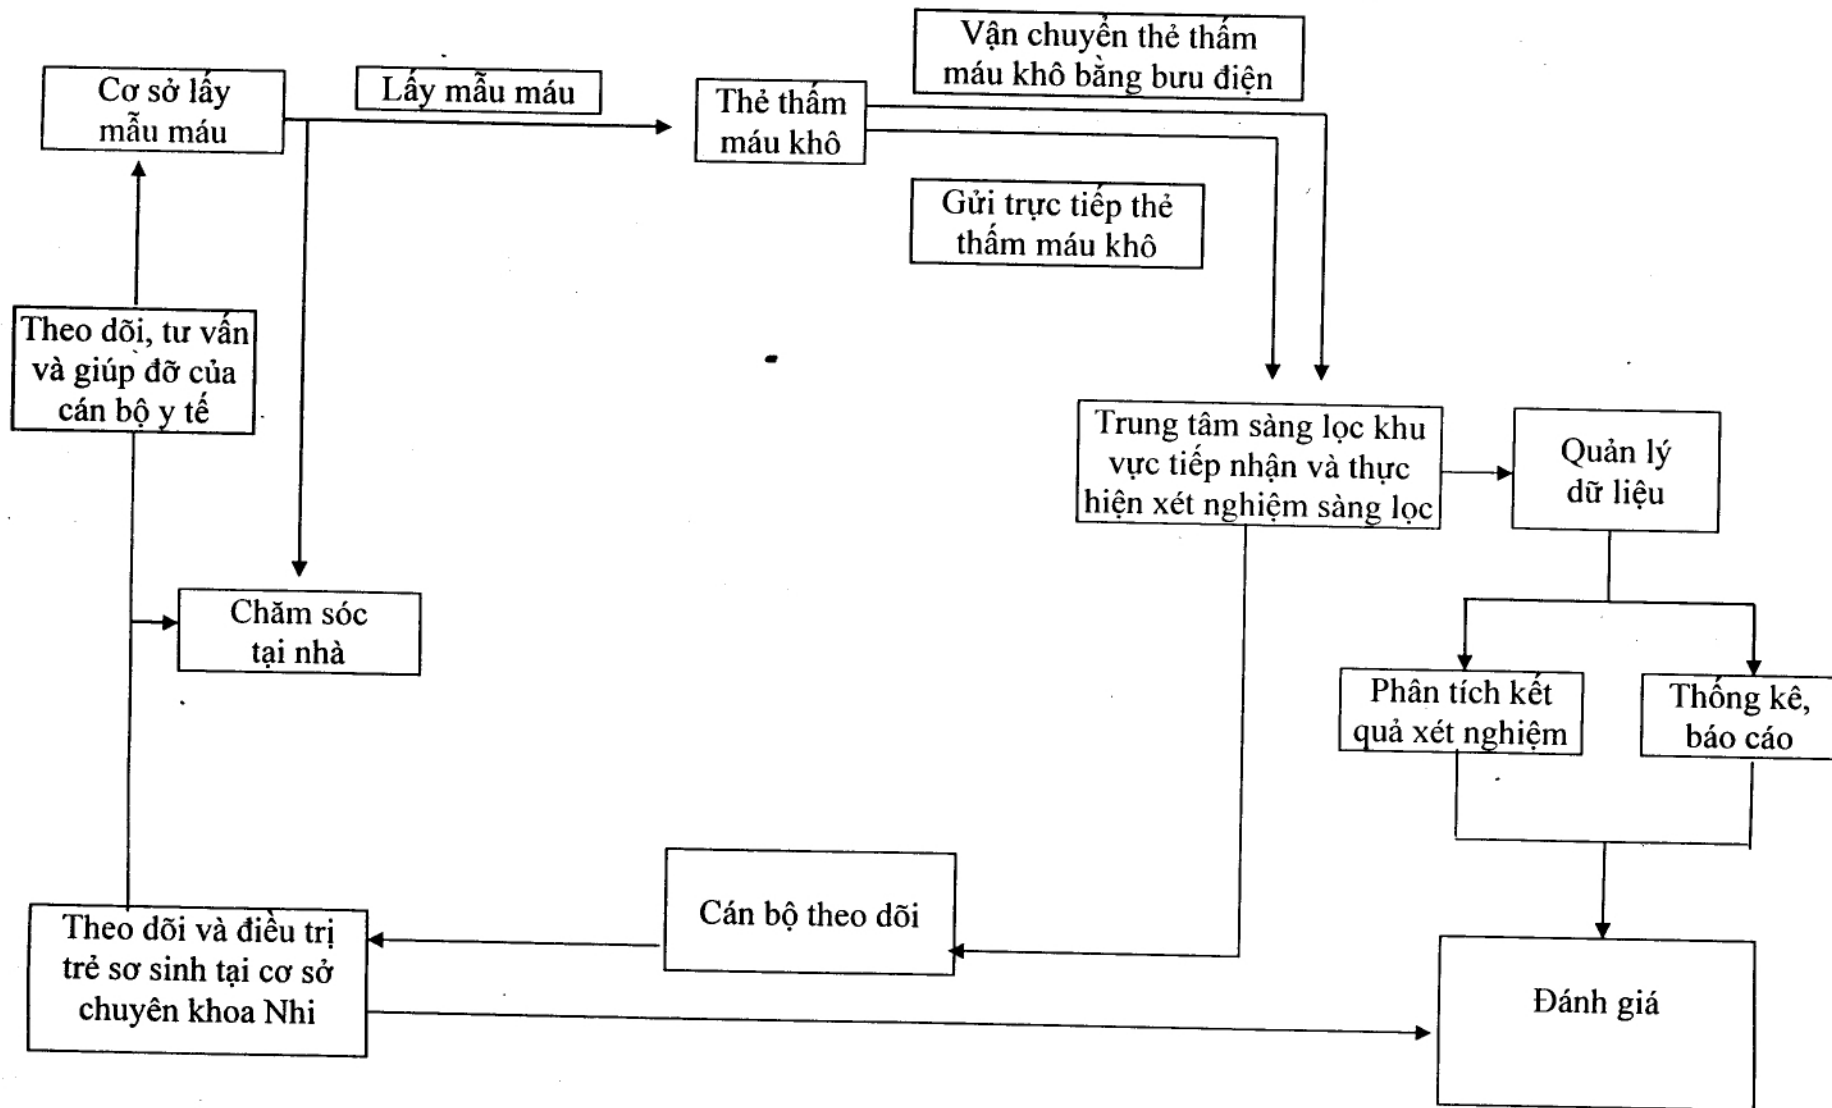 Vận chuyển thẻ thấm
máu khô bằng bưu điện
Cơ sở lấy
mẫu máu
Lấy mẫu máu
Thẻ thấm
máu khô
Gửi trực tiếp thẻ
thấm máu khô
Theo dõi, tư vấn
và giúp đỡ của
cán bộ y tế
Trung tâm sàng lọc khu
vực tiếp nhận và thực
hiện xét nghiệm sàng lọc
Quản lý
dữ liệu
Chăm sóc
tại nhà
Phân tích kết
quả xét nghiệm
Thống kê,
báo cáo
Cán bộ theo dõi
Theo dõi và điều trị
trẻ sơ sinh tại cơ sở
chuyên khoa Nhi
Đánh giá